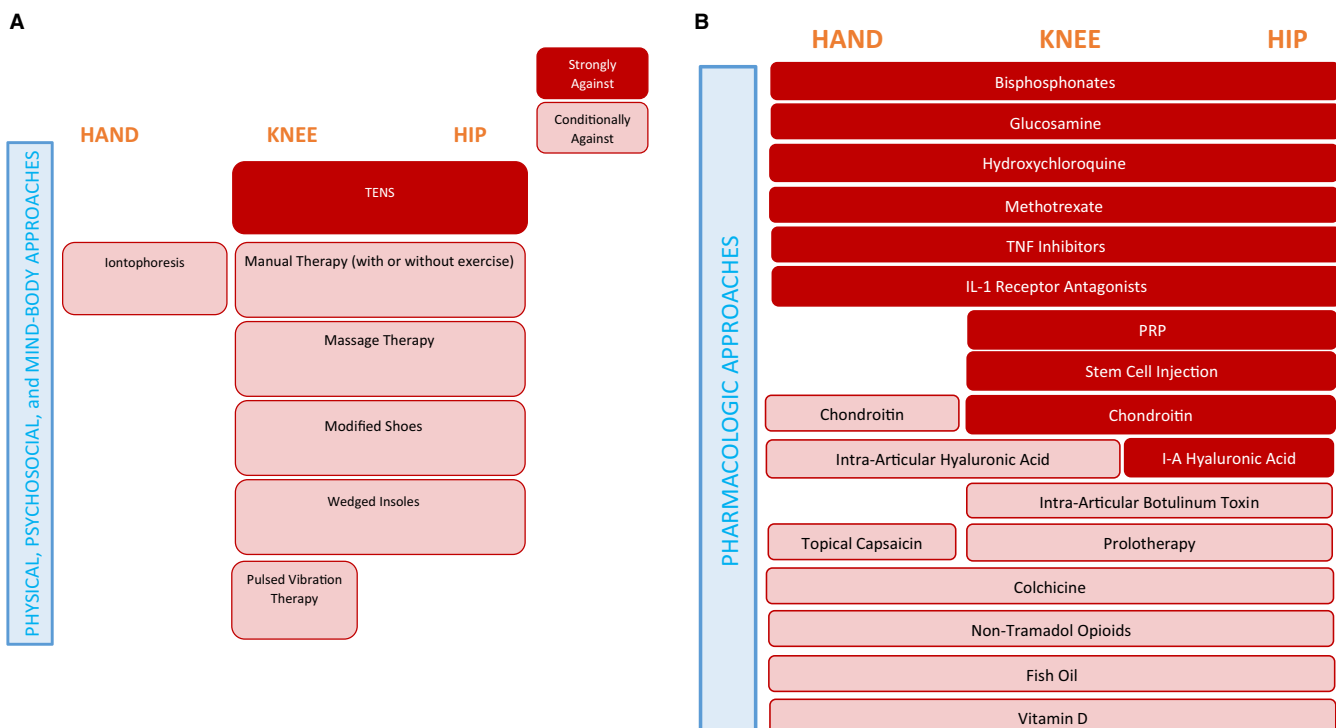 A
Strongly
Against
Conditionally
Against
HAND KNEE HIP
PHYSICAL, PSYCHOSOCIAL, and MIND-BODY APPROACHES
TENS
Iontophoresis
Manual Therapy (with or without exercise)
Massage Therapy
Modified Shoes
Wedged Insoles
Pulsed Vibration
Therapy
B
HAND KNEE HIP
PHARMACOLOGIC APPROACHES
Bisphosphonates
Glucosamine
Hydroxychloroquine
Methotrexate
TNF Inhibitors
IL-1 Receptor Antagonists
PRP
Stem Cell Injection
Chondroitin
Chondroitin
Intra-Articular Hyaluronic Acid
I-A Hyaluronic Acid
Intra-Articular Botulinum Toxin
Topical Capsaicin
Prolotherapy
Colchicine
Non-Tramadol Opioids
Fish Oil
Vitamin D